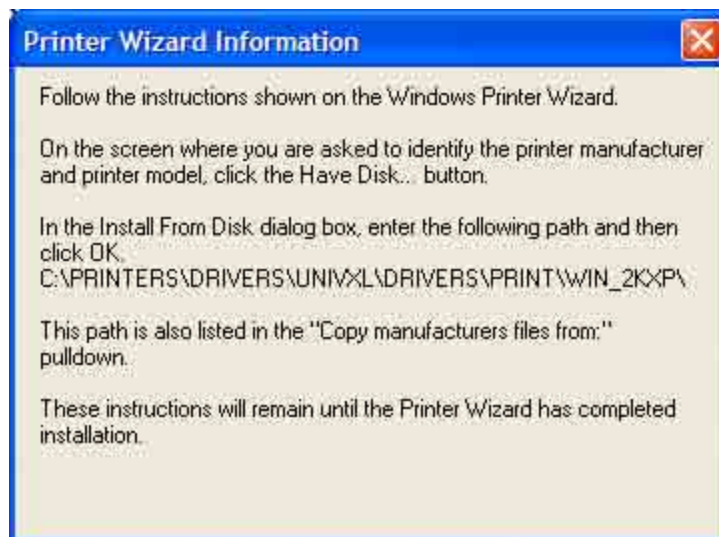 Printer Wizard Information
Follow the instructions shown on the Windows Printer Wizard.
On the screen where you are asked to identify the printer manufacturer
and printer model, click the Have Disk... button.
In the Install From Disk dialog box, enter the following path and then
click OK.
C:\PRINTERS\DRIVERS\UNIVXL\DRIVERS\PRINT\WIN_2KXP\
This path is also listed in the "Copy manufacturers files from:"
pulldown.
These instructions will remain until the Printer Wizard has completed
installation.